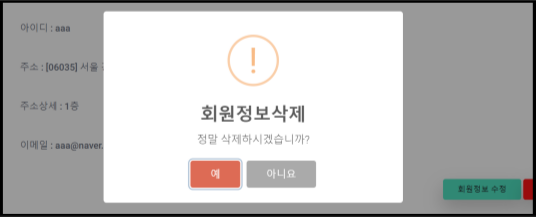 아이디 : aaa
주소 : [06035] 서울
주소상세 : 1층
이메일 : aaa@naver.
!
회원정보삭제
정말 삭제하시겠습니까?
예
아니요
회원정보 수정